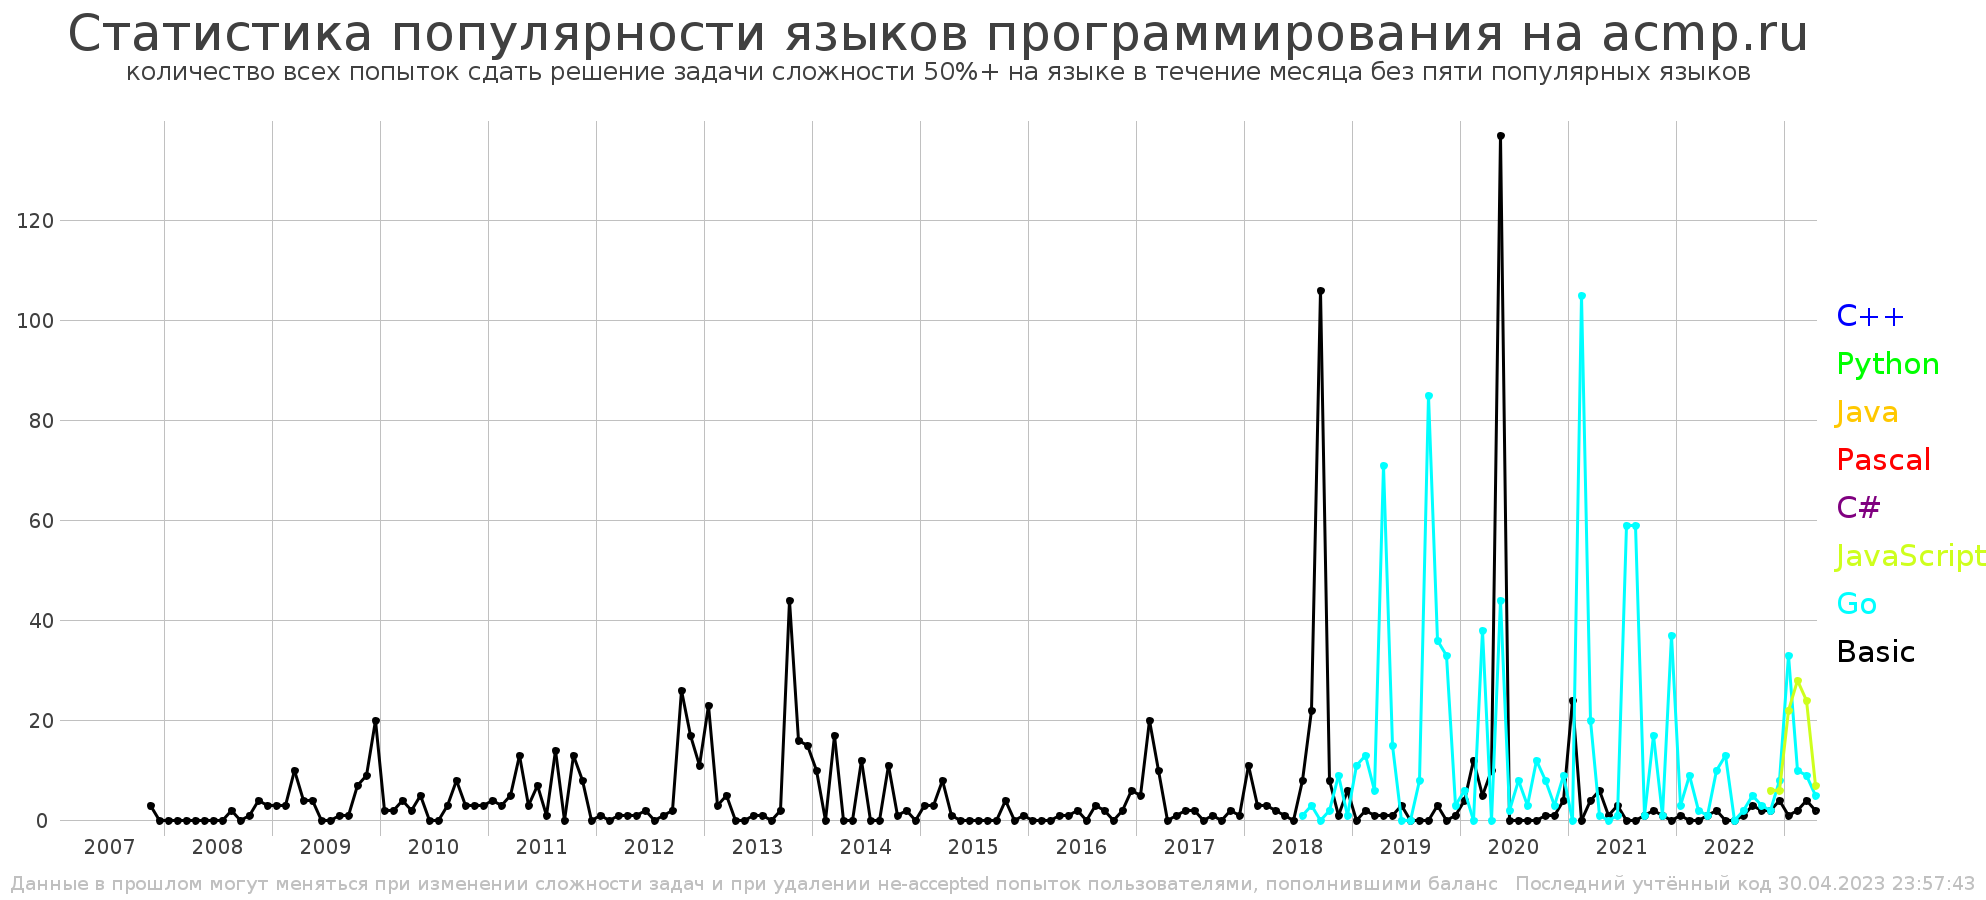 Статистика популярности языков программирования на acmp.ru
количество всех попыток сдать решение задачи сложности 50%+ на языке в течение месяца без пяти популярных языков
120
100
80
60
40
20
0
C++
Python
Java
Pascal
C#
JavaScript
Go
Basic
2007 2008 2009 2010 2011 2012 2013 2014 2015 2016 2017 2018 2019 2020 2021 2022
Данные в прошлом могут меняться при изменении сложности задач и при удалении не-accepted попыток пользователями, пополнившими баланс Последний учтённый код 30.04.2023 23:57:43